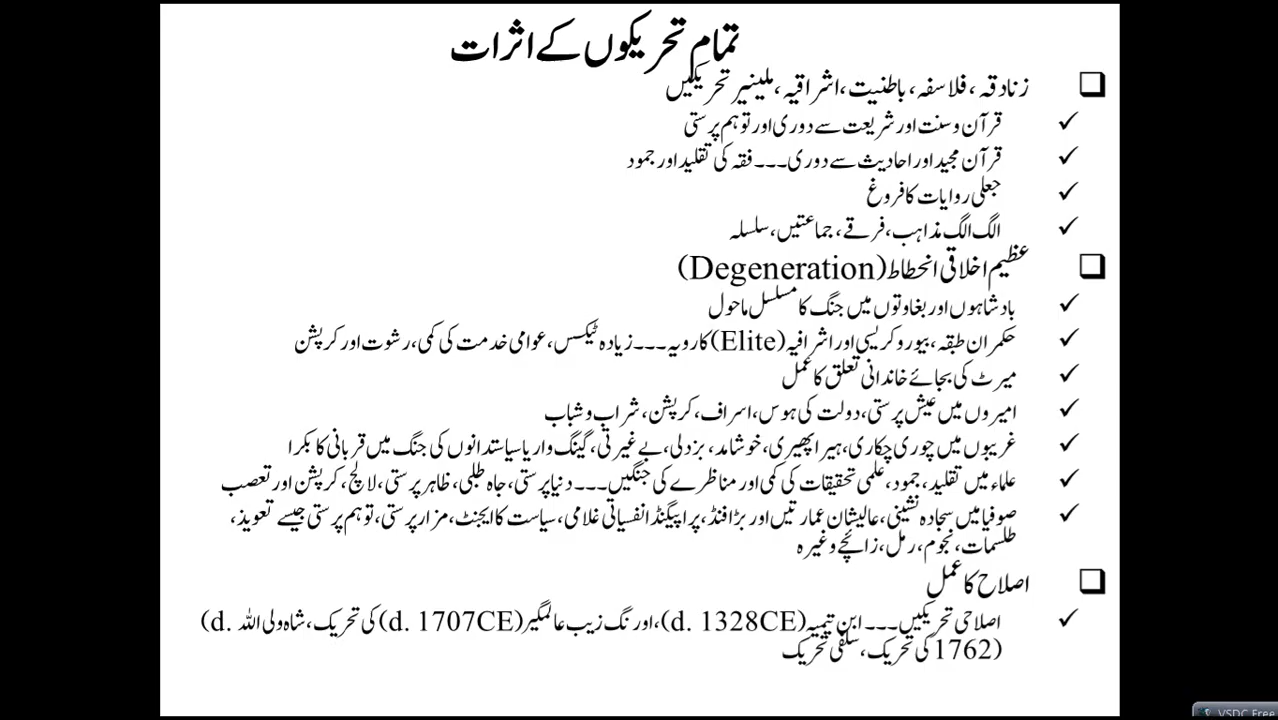 تمام تحریکوں کے اثرات
❑ زنادقہ، فلاسفہ، باطنیت، اشراقیہ، ملینیر تحریکیں
✓ قرآن و سنت اور شریعت سے دوری اور توہم پرستی
✓ قرآن مجید اور احادیث سے دوری۔۔۔ فقہ کی تقلید اور جمود
✓ جعلی روایات کا فروغ
✓ الگ الگ مذاہب، فرقے، جماعتیں، سلسلہ
❑ عظیم اخلاقی انحطاط (Degeneration)
✓ بادشاہوں اور بغاوتوں میں جنگ کا مسلسل ماحول
✓ حکمران طبقہ، بیوروکریسی اور اشرافیہ (Elite) کا رویہ۔۔۔ زیادہ ٹیکسس، عوامی خدمت کی کمی، رشوت اور کرپشن
✓ میرٹ کی بجائے خاندانی تعلق کا عمل
✓ امیروں میں عیش پرستی، دولت کی ہوس، اسراف، کرپشن، شراب و شباب
✓ غریبوں میں چوری چکاری، ہیرا پھیری، خوشامد، بزدلی، بے غیرتی، گینگ وار یا سیاستدانوں کی جنگ میں قربانی کا بکرا
✓ علماء میں تقلید، جمود، علمی تحقیقات کی کمی اور مناظرے کی جنگیں۔۔۔ دنیا پرستی، جاہ طلبی، ظاہر پرستی، لالچ، کرپشن اور تعصب
✓ صوفیا میں سجادہ نشینی، عالیشان عمارتیں اور بڑا فنڈ، پراپیگنڈا نفسیاتی غلامی، سیاست کا ایجنٹ، مزار پرستی، توہم پرستی جیسے تعویذ،
طلسمات، نجوم، رمل، زائچے وغیرہ
❑ اصلاح کا عمل
✓ اصلاحی تحریکیں۔۔۔ ابن تیمیہ (d. 1328CE)، اورنگ زیب عالمگیر (d. 1707CE) کی تحریک، شاہ ولی اللہ (d.
1762) کی تحریک، سلفی تحریک
VSDC Free